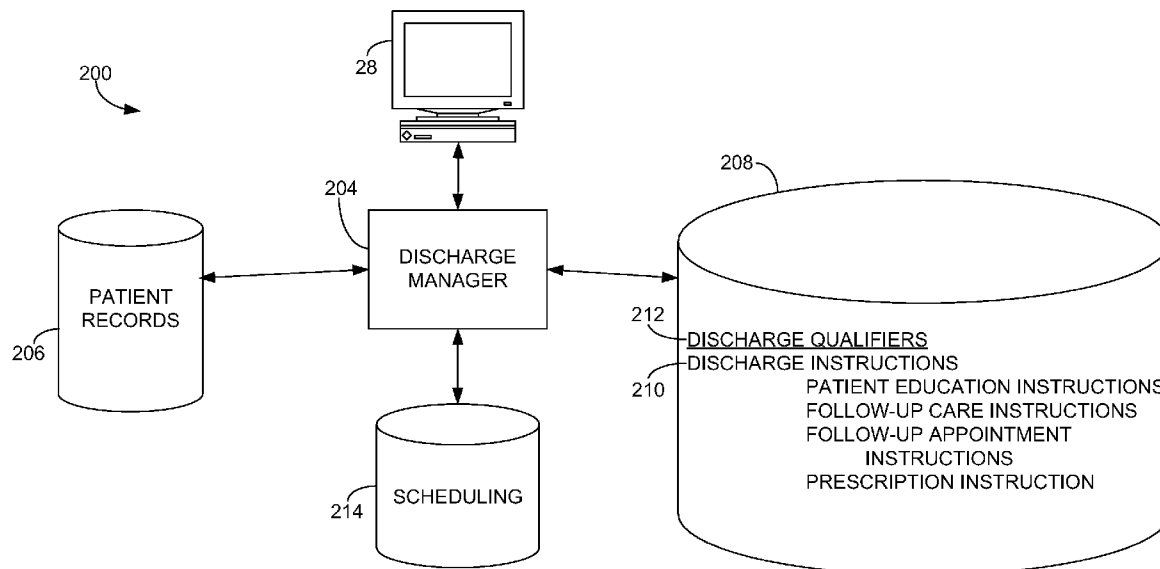 28
200
208
204
DISCHARGE
MANAGER
PATIENT
RECORDS
206
212
DISCHARGE QUALIFIERS
DISCHARGE INSTRUCTIONS
210
PATIENT EDUCATION INSTRUCTIONS
FOLLOW-UP CARE INSTRUCTIONS
FOLLOW-UP APPOINTMENT
INSTRUCTIONS
PRESCRIPTION INSTRUCTION
SCHEDULING
214